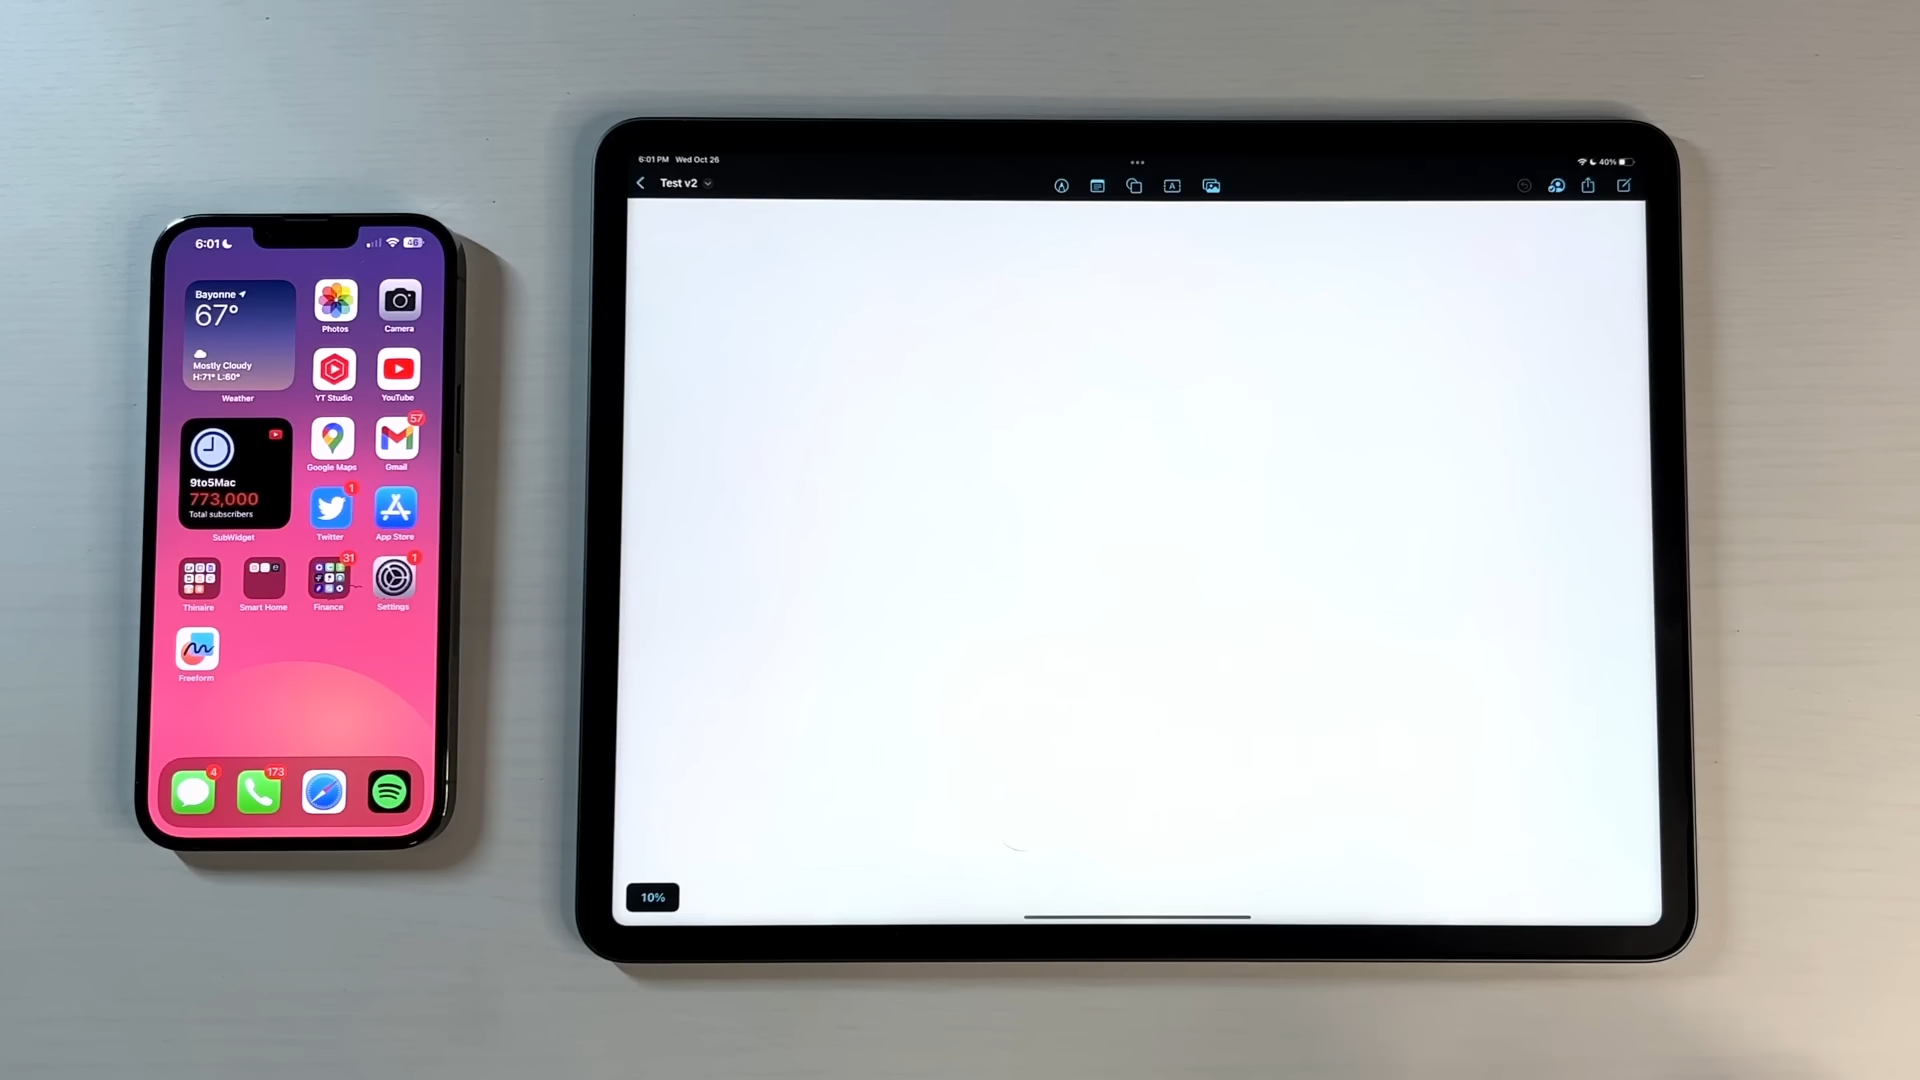 6:01
46
Bayonne
67°
Mostly Cloudy
H:71° L:60°
Weather
Photos
Camera
YT Studio
YouTube
9to5Mac
773,000
Total subscribers
SubWidget
Google Maps
57
Gmail
1
Twitter
App Store
Thinaire
Smart Home
31
Finance
1
Settings
Freeform
4
173
6:01 PM Wed Oct 26
40%
Test v2
A
10%